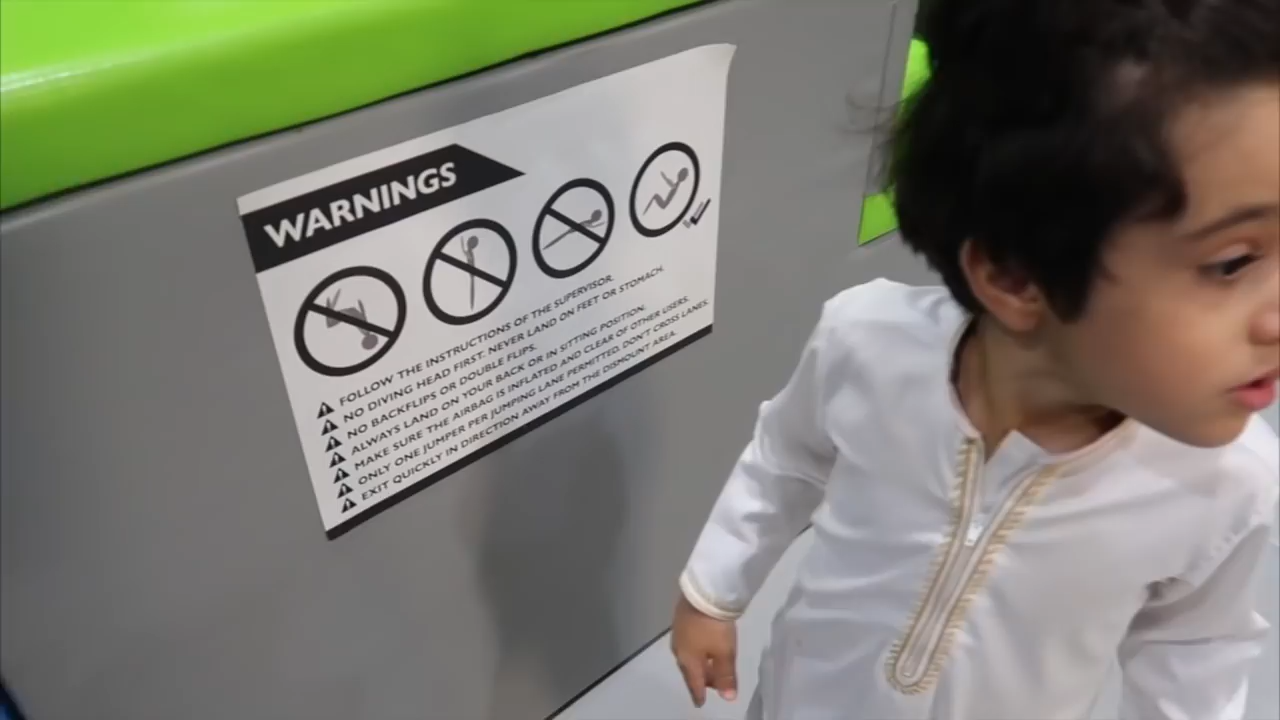 WARNINGS
FOLLOW THE INSTRUCTIONS OF THE SUPERVISOR.
NO DIVING HEAD FIRST. NEVER LAND ON FEET OR STOMACH.
NO BACKFLIPS OR DOUBLE FLIPS.
ALWAYS LAND ON YOUR BACK OR IN SITTING POSITION.
MAKE SURE THE AIRBAG IS INFLATED AND CLEAR OF OTHER USERS.
ONLY ONE JUMPER PER JUMPING LANE PERMITTED. DON'T CROSS LANES.
EXIT QUICKLY IN DIRECTION AWAY FROM THE DISMOUNT AREA.